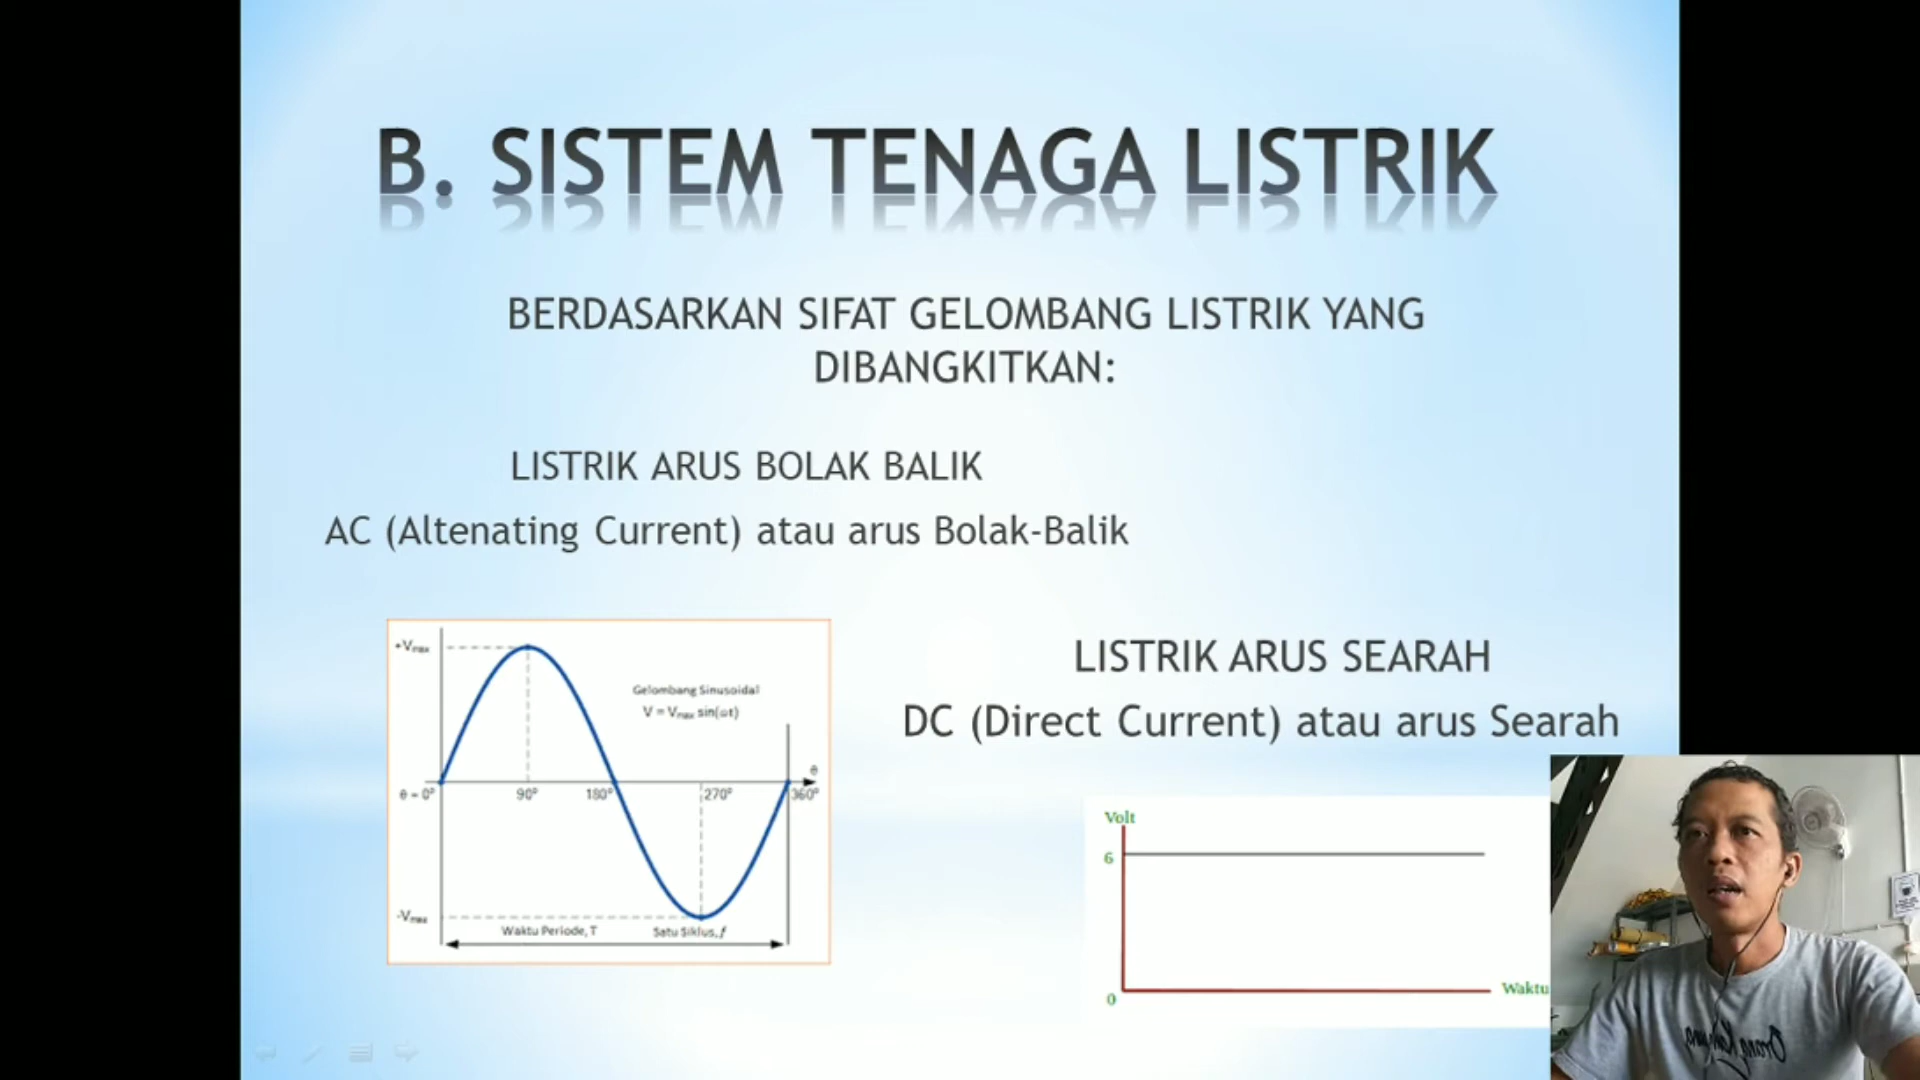 B. SISTEM TENAGA LISTRIK
BERDASARKAN SIFAT GELOMBANG LISTRIK YANG
DIBANGKITKAN:
LISTRIK ARUS BOLAK BALIK
AC (Altenating Current) atau arus Bolak-Balik
+Vmax
Gelombang Sinusoidal
V = Vmax sin(ωt)
θ
θ = 0° 90° 180° 270° 360°
-Vmax
Waktu Periode, T Satu Siklus, f
LISTRIK ARUS SEARAH
DC (Direct Current) atau arus Searah
Volt
6
0
Waktu